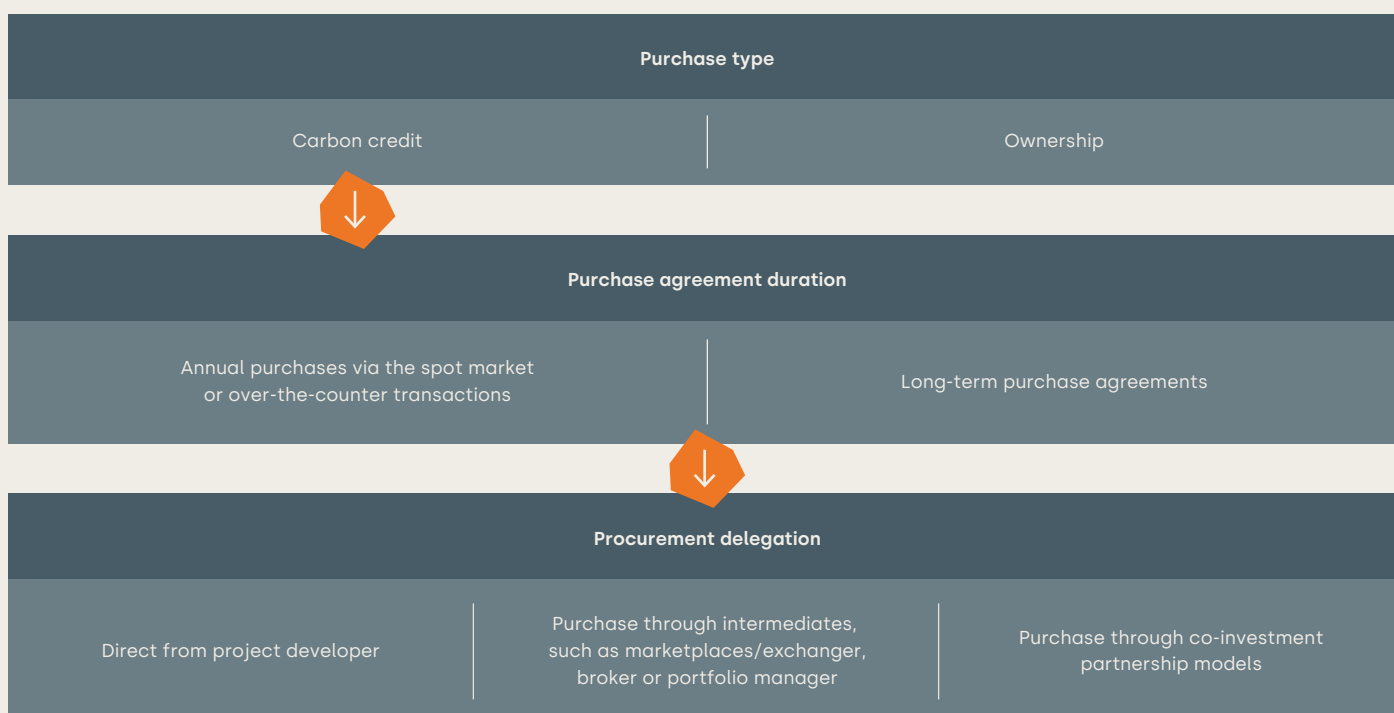 Purchase type
Carbon credit
Ownership
Purchase agreement duration
Annual purchases via the spot market
or over-the-counter transactions
Long-term purchase agreements
Procurement delegation
Direct from project developer
Purchase through intermediates,
such as marketplaces/exchanger,
broker or portfolio manager
Purchase through co-investment
partnership models